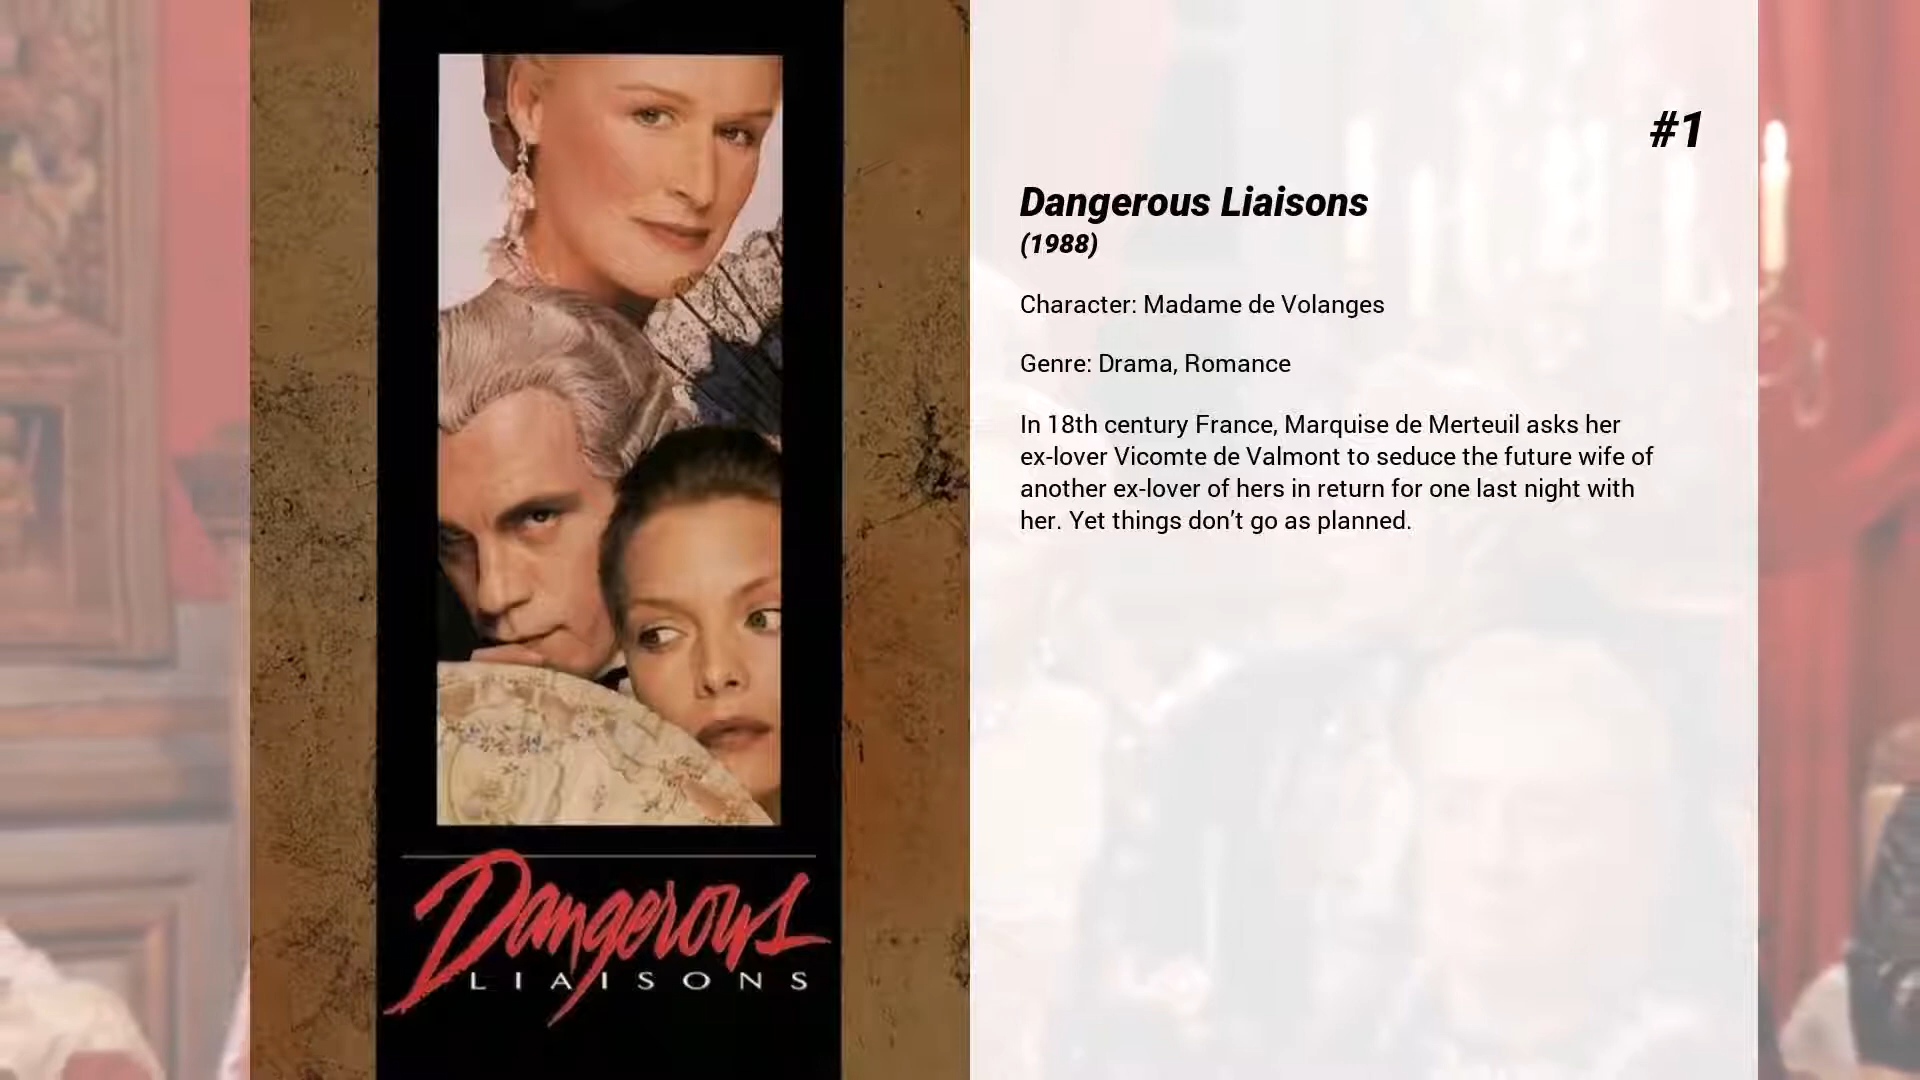 Dangerous
LIAISONS
#1
Dangerous Liaisons
(1988)
Character: Madame de Volanges
Genre: Drama, Romance
In 18th century France, Marquise de Merteuil asks her
ex-lover Vicomte de Valmont to seduce the future wife of
another ex-lover of hers in return for one last night with
her. Yet things don’t go as planned.